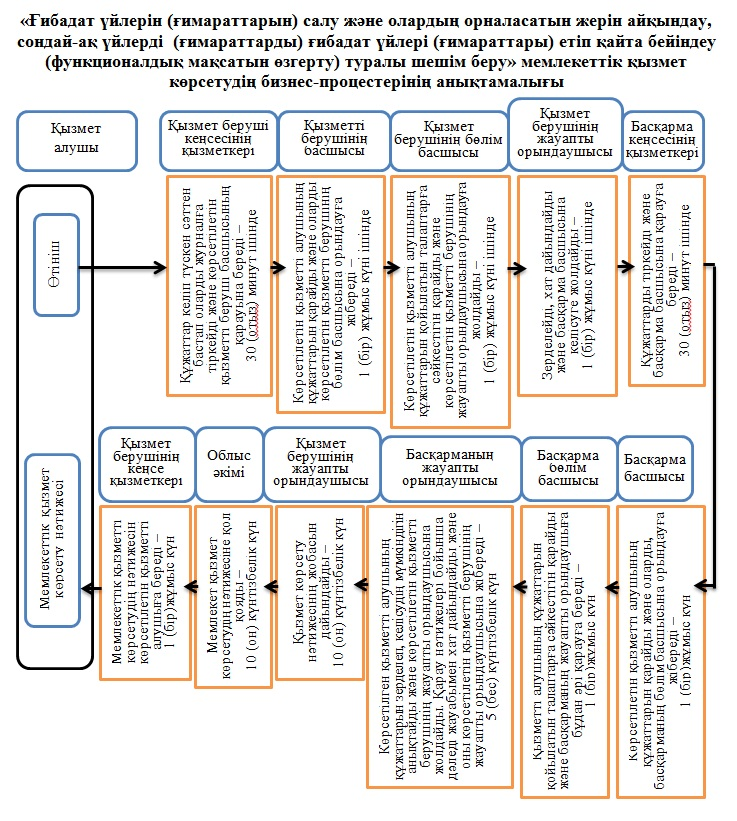 «Ғибадат үйлерін (ғимараттарын) салу және олардың орналасатын жерін айқындау,
сондай-ақ үйлерді (ғимараттарды) ғибадат үйлері (ғимараттары) етіп қайта бейіндеу
(функционалдық мақсатын өзгерту) туралы шешім беру» мемлекеттік қызмет
көрсетудің бизнес-процестерінің анықтамалығы
Қызмет
алушы
Қызмет беруші
кеңсесінің
қызметкері
Қызметті
берушінің
басшысы
Қызмет
берушінің бөлім
басшысы
Қызмет
берушінің
жауапты
орындаушысы
Басқарма
кеңсесінің
қызметкері
Өтініш
Құжаттар келіп түскен сәттен
бастап оларды журналға
тіркейді және көрсетілетін
қызметті беруші басшысының
қарауына береді –
30 (отыз) минут ішінде
Көрсетілетін қызметті алушының
құжаттарын қарайды және оларды
көрсетілетін қызметті берушінің
бөлім басшысына орындауға
жібереді –
1 (бір) жұмыс күні ішінде
Көрсетілетін қызметті алушының
құжаттарын қойылатын талаптарға
сәйкестігін қарайды және
көрсетілетін қызметті берушінің
жауапты орындаушысына орындауға
жолдайды –
1 (бір) жұмыс күні ішінде
Зерделейді, хат дайындайды
және басқарма басшысына
келісуге жолдайды –
1 (бір) жұмыс күні ішінде
Құжаттарды тіркейді және
басқарма басшысына қарауға
береді –
30 (отыз) минут ішінде
Қызмет
берушінің
кеңсе
қызметкері
Облыс
әкімі
Қызмет
берушінің
жауапты
орындаушысы
Басқарманың
жауапты
орындаушысы
Басқарма
бөлім
басшысы
Басқарма
басшысы
Мемлекеттік қызмет
көрсету нәтижесі
Мемлекеттік қызметті
көрсетудің нәтижесін
көрсетілетін қызметті
алушыға береді –
1 (бір)жұмыс күн
Мемлекет қызмет
көрсетудің нәтижесіне қол
қояды –
10 (он) күнтізбелік күн
Қызмет көрсету
нәтижесінің жобасын
дайындайды –
10 (он) күнтізбелік күн
Көрсетілген қызметті алушының
құжаттарын зерделеп, келісудің мүмкіндігін
анықтайды және көрсетілетін қызметті
берушінің жауапты орындаушысына
жолдайды. Қарау нәтижелері бойынша
дәлелді жауабымен хат дайындайды және
оны көрсетілетін қызметті берушінің
жауапты орындаушысына жібереді –
5 (бес) күнтізбелік күн
Қызметті алушының құжаттарын
қойылатын талаптарға сәйкестігін қарайды
және басқарманың жауапты орындаушыға
бұдан әрі қарауға береді –
1 (бір)жұмыс күн
Көрсетілетін қызметті алушының
құжаттарын қарайды және оларды,
басқарманың бөлім басшысына орындауға
жібереді –
1 (бір)жұмыс күн